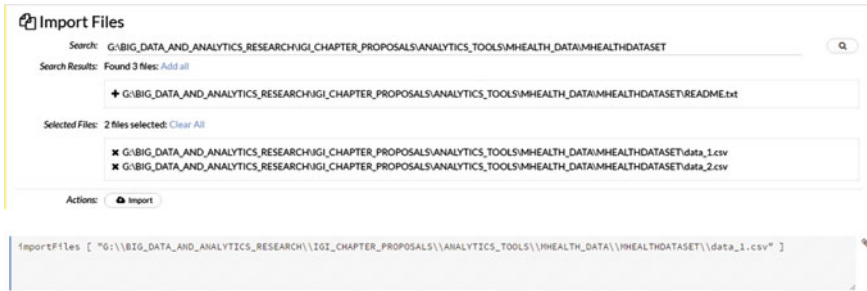 Import Files
Search: G:\BIG_DATA_AND_ANALYTICS_RESEARCH\IGI_CHAPTER_PROPOSALS\ANALYTICS_TOOLS\MHEALTH_DATA\MHEALTHDATASET
Search Results: Found 3 files: Add all
+ G:\BIG_DATA_AND_ANALYTICS_RESEARCH\IGI_CHAPTER_PROPOSALS\ANALYTICS_TOOLS\MHEALTH_DATA\MHEALTHDATASET\README.txt
Selected Files: 2 files selected: Clear All
× G:\BIG_DATA_AND_ANALYTICS_RESEARCH\IGI_CHAPTER_PROPOSALS\ANALYTICS_TOOLS\MHEALTH_DATA\MHEALTHDATASET\data_1.csv
× G:\BIG_DATA_AND_ANALYTICS_RESEARCH\IGI_CHAPTER_PROPOSALS\ANALYTICS_TOOLS\MHEALTH_DATA\MHEALTHDATASET\data_2.csv
Actions: Import
importFiles [ "G:\\BIG_DATA_AND_ANALYTICS_RESEARCH\\IGI_CHAPTER_PROPOSALS\\ANALYTICS_TOOLS\\MHEALTH_DATA\\MHEALTHDATASET\\data_1.csv" ]